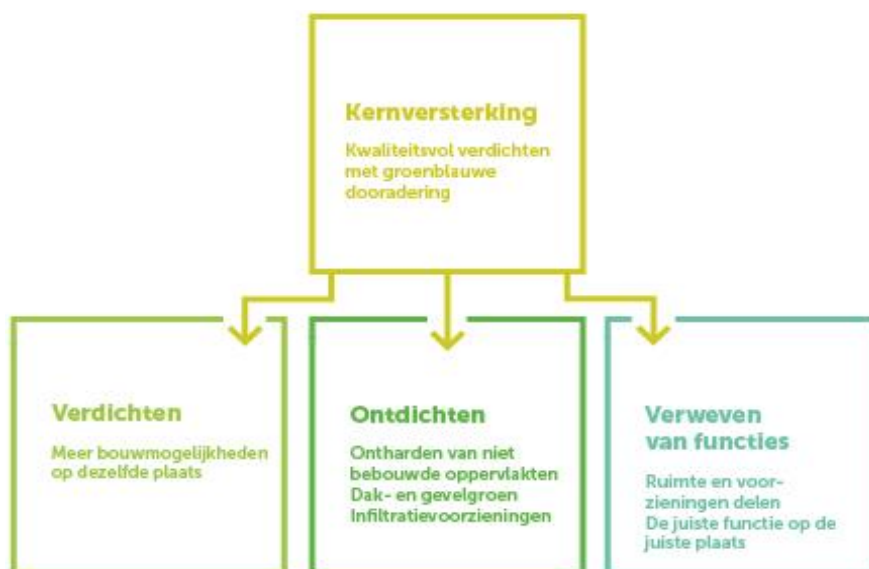 Kernversterking
Kwaliteitsvol verdichten
met groenblauwe
dooradering
Verdichten
Meer bouwmogelijkheden
op dezelfde plaats
Ontdichten
Ontharden van niet
bebouwde oppervlakten
Dak- en gevelgroen
Infiltratievoorzieningen
Verweven
van functies
Ruimte en voor-
zieningen delen
De juiste functie op de
juiste plaats